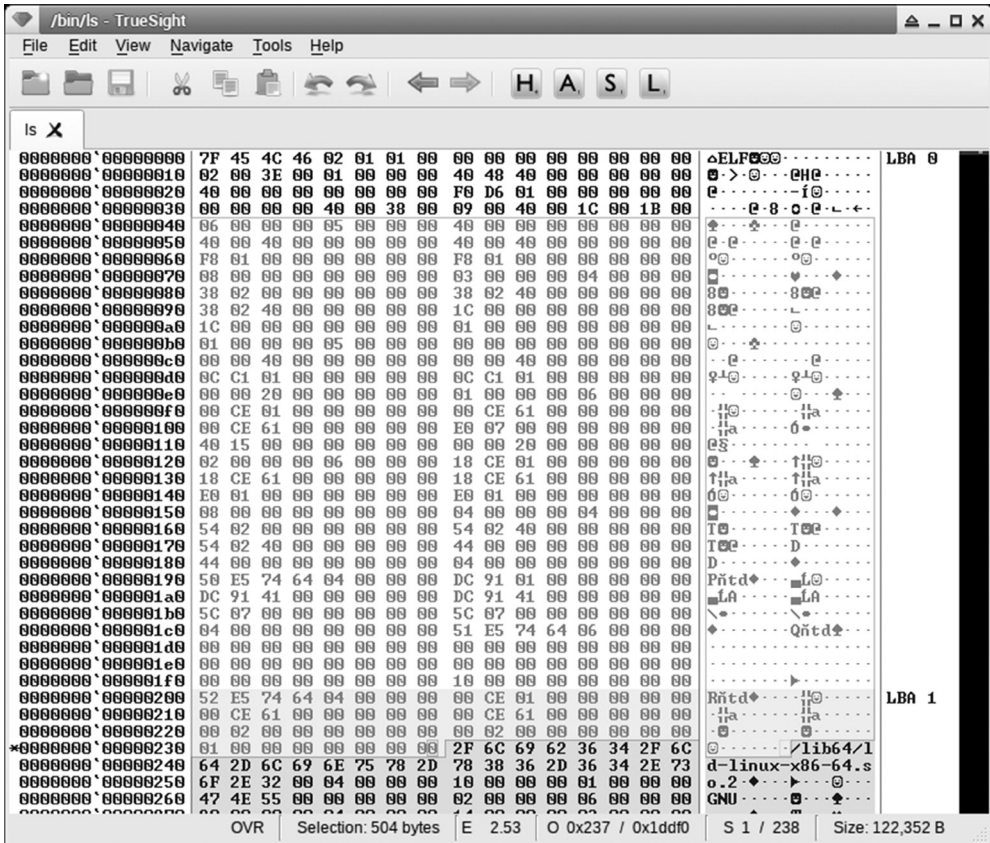 /bin/ls - TrueSight
File Edit View Navigate Tools Help
H, A, S, L,
ls
0000000`00000000 7F 45 4C 46 02 01 01 00 00 00 00 00 00 00 00 00 ⌂ELF☻☺☺········· LBA 0
0000000`00000010 02 00 3E 00 01 00 00 00 40 48 40 00 00 00 00 00 ☻·>·☺···@H@·····
0000000`00000020 40 00 00 00 00 00 00 00 F0 D6 01 00 00 00 00 00 @·······-í☺·····
0000000`00000030 00 00 00 00 40 00 38 00 09 00 40 00 1C 00 1B 00 ····@·8·○·@·∟·←·
0000000`00000040 06 00 00 00 05 00 00 00 40 00 00 00 00 00 00 00 ♠···♣···@·······
0000000`00000050 40 00 40 00 00 00 00 00 40 00 40 00 00 00 00 00 @·@·····@·@·····
0000000`00000060 F8 01 00 00 00 00 00 00 F8 01 00 00 00 00 00 00 °☺······°☺······
0000000`00000070 08 00 00 00 00 00 00 00 03 00 00 00 04 00 00 00 ◘·······♥···♦···
0000000`00000080 38 02 00 00 00 00 00 00 38 02 40 00 00 00 00 00 8☻······8☻@·····
0000000`00000090 38 02 40 00 00 00 00 00 1C 00 00 00 00 00 00 00 8☻@·····∟·······
0000000`000000a0 1C 00 00 00 00 00 00 00 01 00 00 00 00 00 00 00 ∟·······☺·······
0000000`000000b0 01 00 00 00 05 00 00 00 00 00 00 00 00 00 00 00 ☺···♣···········
0000000`000000c0 00 00 40 00 00 00 00 00 00 00 40 00 00 00 00 00 ··@·······@·····
0000000`000000d0 0C C1 01 00 00 00 00 00 0C C1 01 00 00 00 00 00 ♀┴☺·····♀┴☺·····
0000000`000000e0 00 00 20 00 00 00 00 00 01 00 00 00 06 00 00 00 ·· ·····☺···♠···
0000000`000000f0 00 CE 01 00 00 00 00 00 00 CE 61 00 00 00 00 00 ·╬☺······╬a·····
0000000`00000100 00 CE 61 00 00 00 00 00 E0 07 00 00 00 00 00 00 ·╬a·····Ó•······
0000000`00000110 40 15 00 00 00 00 00 00 00 00 20 00 00 00 00 00 @§········ ·····
0000000`00000120 02 00 00 00 06 00 00 00 18 CE 01 00 00 00 00 00 ☻···♠···↑╬☺·····
0000000`00000130 18 CE 61 00 00 00 00 00 18 CE 61 00 00 00 00 00 ↑╬a·····↑╬a·····
0000000`00000140 E0 01 00 00 00 00 00 00 E0 01 00 00 00 00 00 00 Ó☺······Ó☺······
0000000`00000150 08 00 00 00 00 00 00 00 04 00 00 00 04 00 00 00 ◘·······♦···♦···
0000000`00000160 54 02 00 00 00 00 00 00 54 02 40 00 00 00 00 00 T☻······T☻@·····
0000000`00000170 54 02 40 00 00 00 00 00 44 00 00 00 00 00 00 00 T☻@·····D·······
0000000`00000180 44 00 00 00 00 00 00 00 04 00 00 00 00 00 00 00 D·······♦·······
0000000`00000190 50 E5 74 64 04 00 00 00 DC 91 01 00 00 00 00 00 Pñtd♦···▄Ĺ☺·····
0000000`000001a0 DC 91 41 00 00 00 00 00 DC 91 41 00 00 00 00 00 ▄ĹA·····▄ĹA·····
0000000`000001b0 5C 07 00 00 00 00 00 00 5C 07 00 00 00 00 00 00 \•······\•······
0000000`000001c0 04 00 00 00 00 00 00 00 51 E5 74 64 06 00 00 00 ♦·······Qñtd♠···
0000000`000001d0 00 00 00 00 00 00 00 00 00 00 00 00 00 00 00 00 ················
0000000`000001e0 00 00 00 00 00 00 00 00 00 00 00 00 00 00 00 00 ················
0000000`000001f0 00 00 00 00 00 00 00 00 10 00 00 00 00 00 00 00 ········►·······
0000000`00000200 52 E5 74 64 04 00 00 00 00 CE 01 00 00 00 00 00 Rñtd♦····╬☺····· LBA 1
0000000`00000210 00 CE 61 00 00 00 00 00 00 CE 61 00 00 00 00 00 ·╬a······╬a·····
0000000`00000220 00 02 00 00 00 00 00 00 00 02 00 00 00 00 00 00 ·☻·······☻······
*0000000`00000230 01 00 00 00 00 00 00 00 2F 6C 69 62 36 34 2F 6C ☺·······/lib64/l
0000000`00000240 64 2D 6C 69 6E 75 78 2D 78 38 36 2D 36 34 2E 73 d-linux-x86-64.s
0000000`00000250 6F 2E 32 00 04 00 00 00 10 00 00 00 01 00 00 00 o.2·♦···►···☺···
0000000`00000260 47 4E 55 00 00 00 00 00 02 00 00 00 06 00 00 00 GNU·····☻···♠···
OVR Selection: 504 bytes E 2.53 O 0x237 / 0x1ddf0 S 1 / 238 Size: 122,352 B